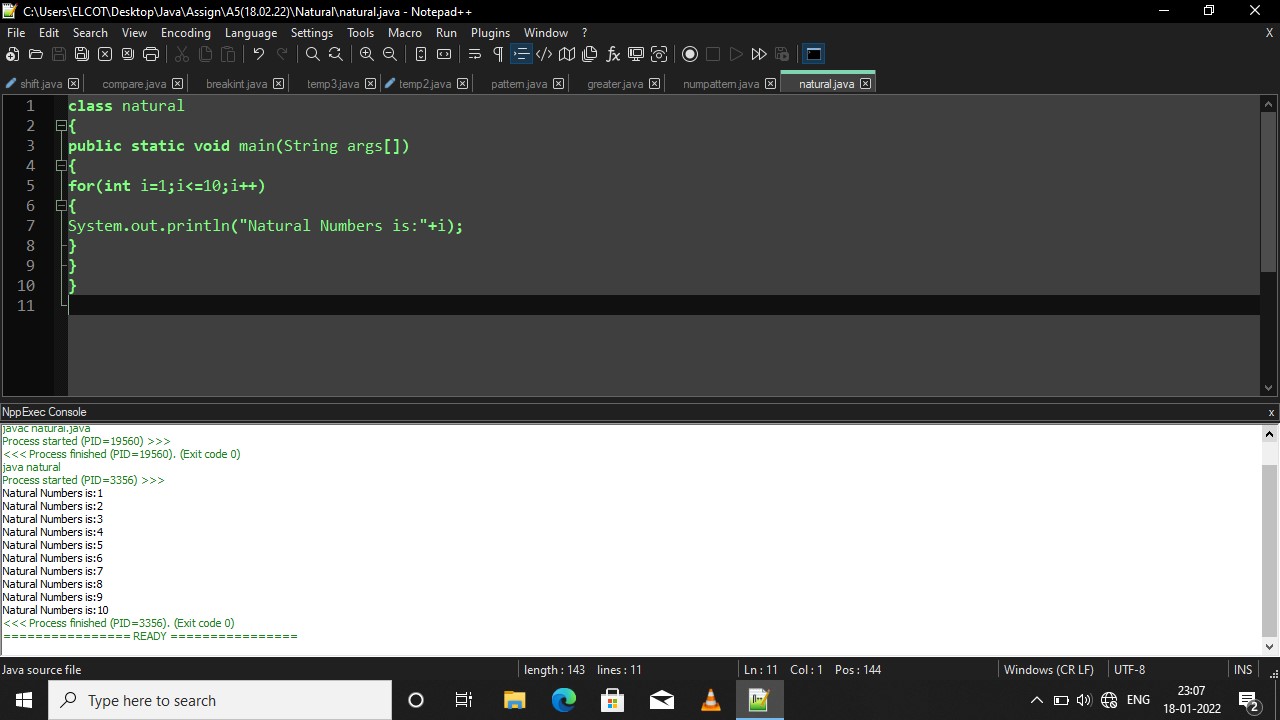 C:\Users\ELCOT\Desktop\Java\Assign\A5(18.02.22)\Natural\natural.java - Notepad++
File Edit Search View Encoding Language Settings Tools Macro Run Plugins Window ? X
shift.java compare.java breakint.java temp3.java temp2.java pattern.java greater.java numpattern.java natural.java
1 class natural
2 {
3 public static void main(String args[])
4 {
5 for(int i=1;i<=10;i++)
6 {
7 System.out.println("Natural Numbers is:"+i);
8 }
9 }
10 }
11
NppExec Console x
javac natural.java
Process started (PID=19560) >>>
<<< Process finished (PID=19560). (Exit code 0)
java natural
Process started (PID=3356) >>>
Natural Numbers is:1
Natural Numbers is:2
Natural Numbers is:3
Natural Numbers is:4
Natural Numbers is:5
Natural Numbers is:6
Natural Numbers is:7
Natural Numbers is:8
Natural Numbers is:9
Natural Numbers is:10
<<< Process finished (PID=3356). (Exit code 0)
================ READY ================
Java source file length : 143 lines : 11 Ln : 11 Col : 1 Pos : 144 Windows (CR LF) UTF-8 INS
Type here to search ENG 23:07
18-01-2022 2